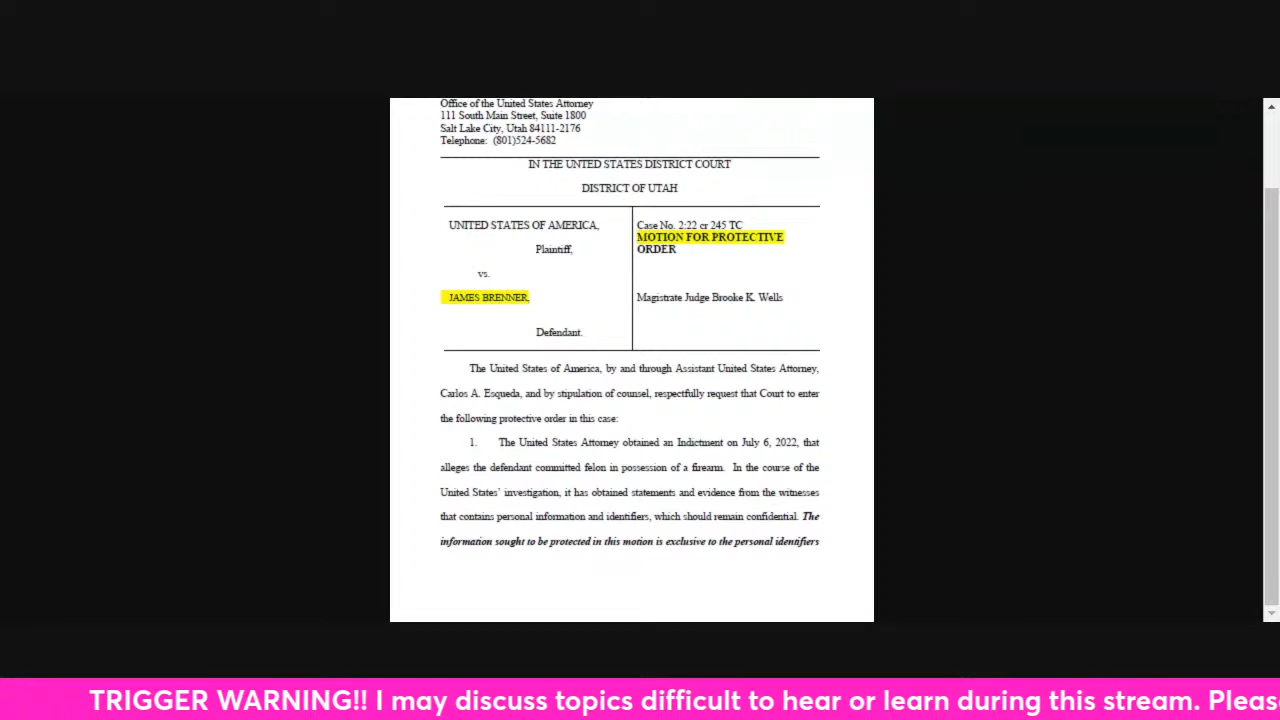 Office of the United States Attorney
111 South Main Street, Suite 1800
Salt Lake City, Utah 84111-2176
Telephone: (801)524-5682
IN THE UNTED STATES DISTRICT COURT
DISTRICT OF UTAH
UNITED STATES OF AMERICA,
Plaintiff,
vs.
JAMES BRENNER,
Defendant.
Case No. 2:22 cr 245 TC
MOTION FOR PROTECTIVE
ORDER
Magistrate Judge Brooke K. Wells
The United States of America, by and through Assistant United States Attorney,
Carlos A. Esqueda, and by stipulation of counsel, respectfully request that Court to enter
the following protective order in this case:
1. The United States Attorney obtained an Indictment on July 6, 2022, that
alleges the defendant committed felon in possession of a firearm. In the course of the
United States' investigation, it has obtained statements and evidence from the witnesses
that contains personal information and identifiers, which should remain confidential. The
information sought to be protected in this motion is exclusive to the personal identifiers
TRIGGER WARNING!! I may discuss topics difficult to hear or learn during this stream. Pleas